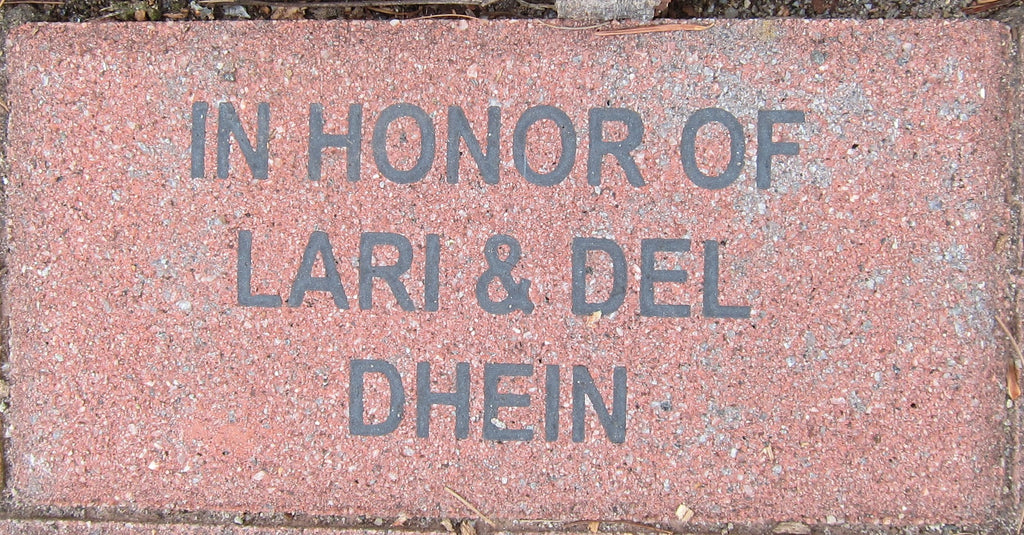 IN HONOR OF
LARI & DEL
DHEIN